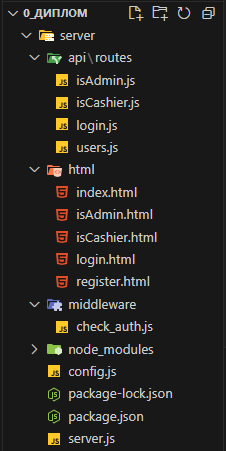 0_ДИПЛОМ
server
api\routes
JS isAdmin.js
JS isCashier.js
JS login.js
JS users.js
html
index.html
isAdmin.html
isCashier.html
login.html
register.html
middleware
JS check_auth.js
node_modules
JS config.js
package-lock.json
package.json
JS server.js